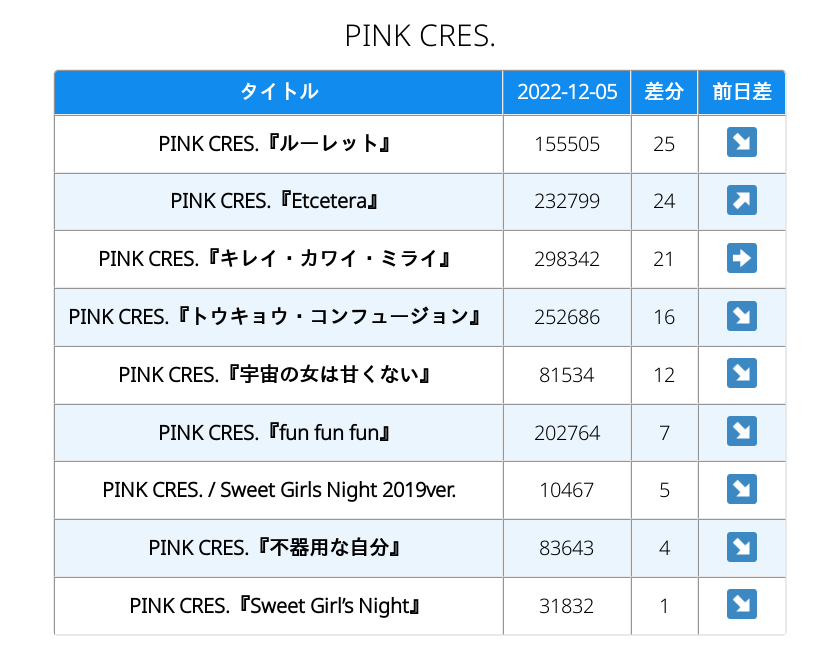 PINK CRES.
タイトル 2022-12-05 差分 前日差
PINK CRES.『ルーレット』 155505 25 ↘
PINK CRES.『Etcetera』 232799 24 ↗
PINK CRES.『キレイ・カワイ・ミライ』 298342 21 ➡
PINK CRES.『トウキョウ・コンフュージョン』 252686 16 ↘
PINK CRES.『宇宙の女は甘くない』 81534 12 ↘
PINK CRES.『fun fun fun』 202764 7 ↘
PINK CRES. / Sweet Girls Night 2019ver. 10467 5 ↘
PINK CRES.『不器用な自分』 83643 4 ↘
PINK CRES.『Sweet Girl’s Night』 31832 1 ↘